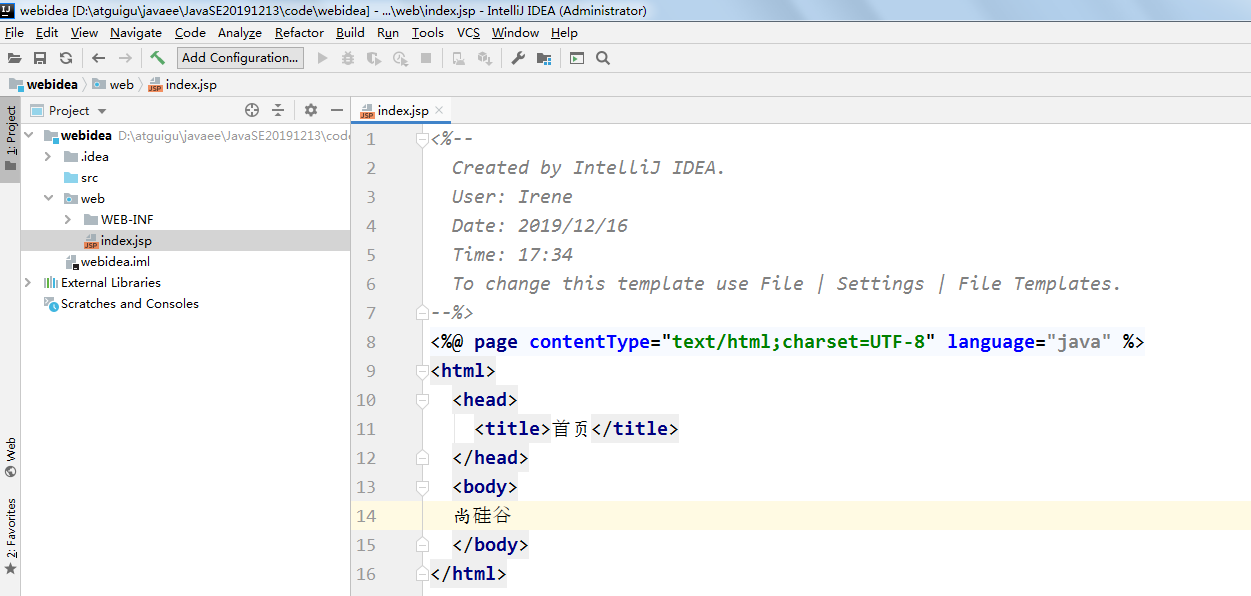 webidea [D:\atguigu\javaee\JavaSE20191213\code\webidea] - ...\web\index.jsp - IntelliJ IDEA (Administrator)
File Edit View Navigate Code Analyze Refactor Build Run Tools VCS Window Help
Add Configuration...
webidea web index.jsp
1: Project
Project
webidea D:\atguigu\javaee\JavaSE20191213\code
.idea
src
web
WEB-INF
index.jsp
webidea.iml
External Libraries
Scratches and Consoles
Web
2: Favorites
index.jsp
1 <%--
2 Created by IntelliJ IDEA.
3 User: Irene
4 Date: 2019/12/16
5 Time: 17:34
6 To change this template use File | Settings | File Templates.
7 --%>
8 <%@ page contentType="text/html;charset=UTF-8" language="java" %>
9 <html>
10 <head>
11 <title>首页</title>
12 </head>
13 <body>
14 尚硅谷
15 </body>
16 </html>